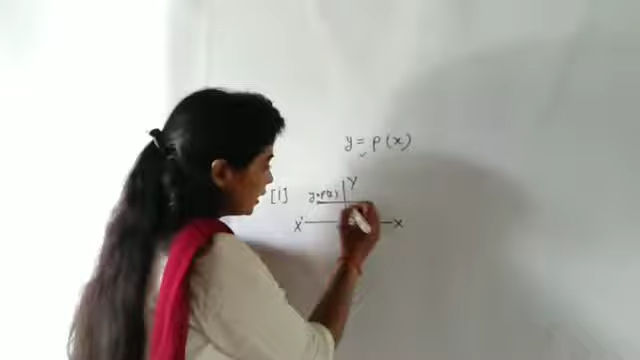 y = p(x)
[1] y=p(x) Y
X' X